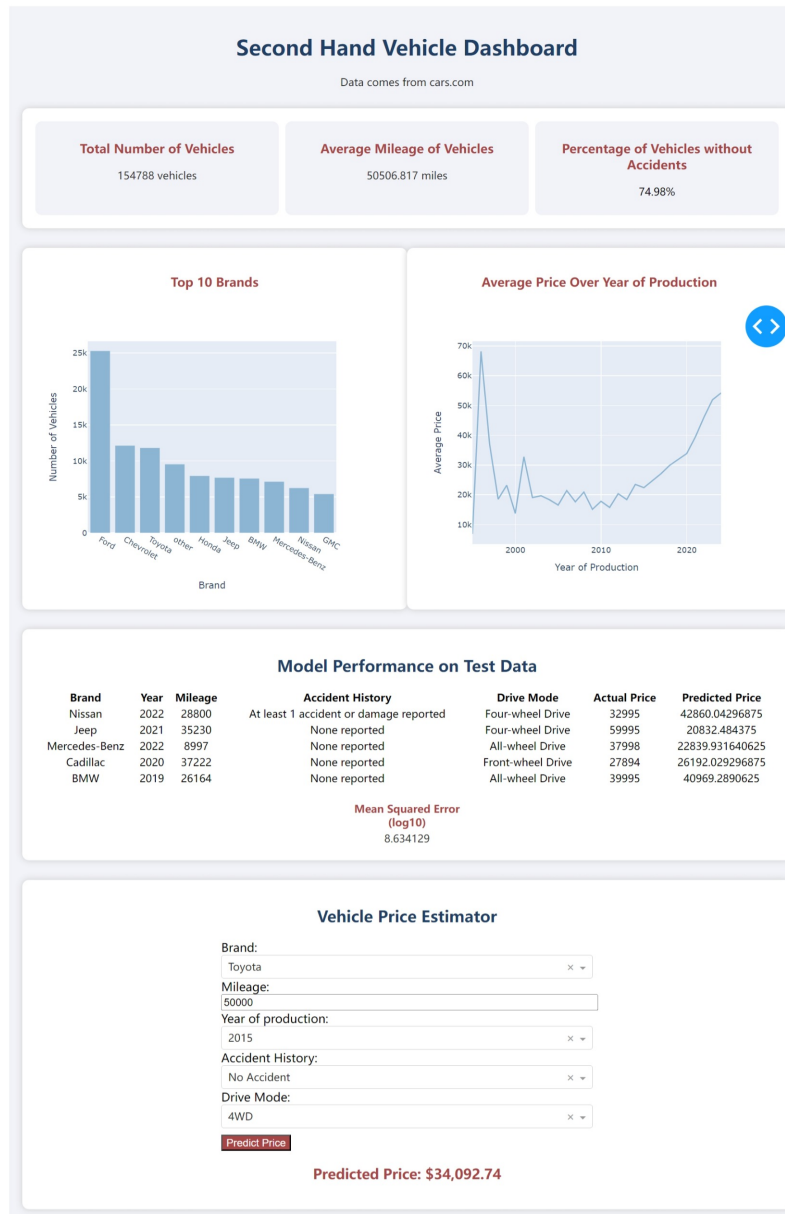 Second Hand Vehicle Dashboard
Data comes from cars.com
Total Number of Vehicles
154788 vehicles
Average Mileage of Vehicles
50506.817 miles
Percentage of Vehicles without
Accidents
74.98%
Top 10 Brands
Number of Vehicles
25k
20k
15k
10k
5k
0
Ford
Chevrolet
Toyota
other
Honda
Jeep
BMW
Mercedes-Benz
Nissan
GMC
Brand
Average Price Over Year of Production
Average Price
70k
60k
50k
40k
30k
20k
10k
2000
2010
2020
Year of Production
Model Performance on Test Data
Brand Year Mileage Accident History Drive Mode Actual Price Predicted Price
Nissan 2022 28800 At least 1 accident or damage reported Four-wheel Drive 32995 42860.04296875
Jeep 2021 35230 None reported Four-wheel Drive 59995 20832.484375
Mercedes-Benz 2022 8997 None reported All-wheel Drive 37998 22839.931640625
Cadillac 2020 37222 None reported Front-wheel Drive 27894 26192.029296875
BMW 2019 26164 None reported All-wheel Drive 39995 40969.2890625
Mean Squared Error
(log10)
8.634129
Vehicle Price Estimator
Brand:
Toyota
Mileage:
50000
Year of production:
2015
Accident History:
No Accident
Drive Mode:
4WD
Predict Price
Predicted Price: $34,092.74